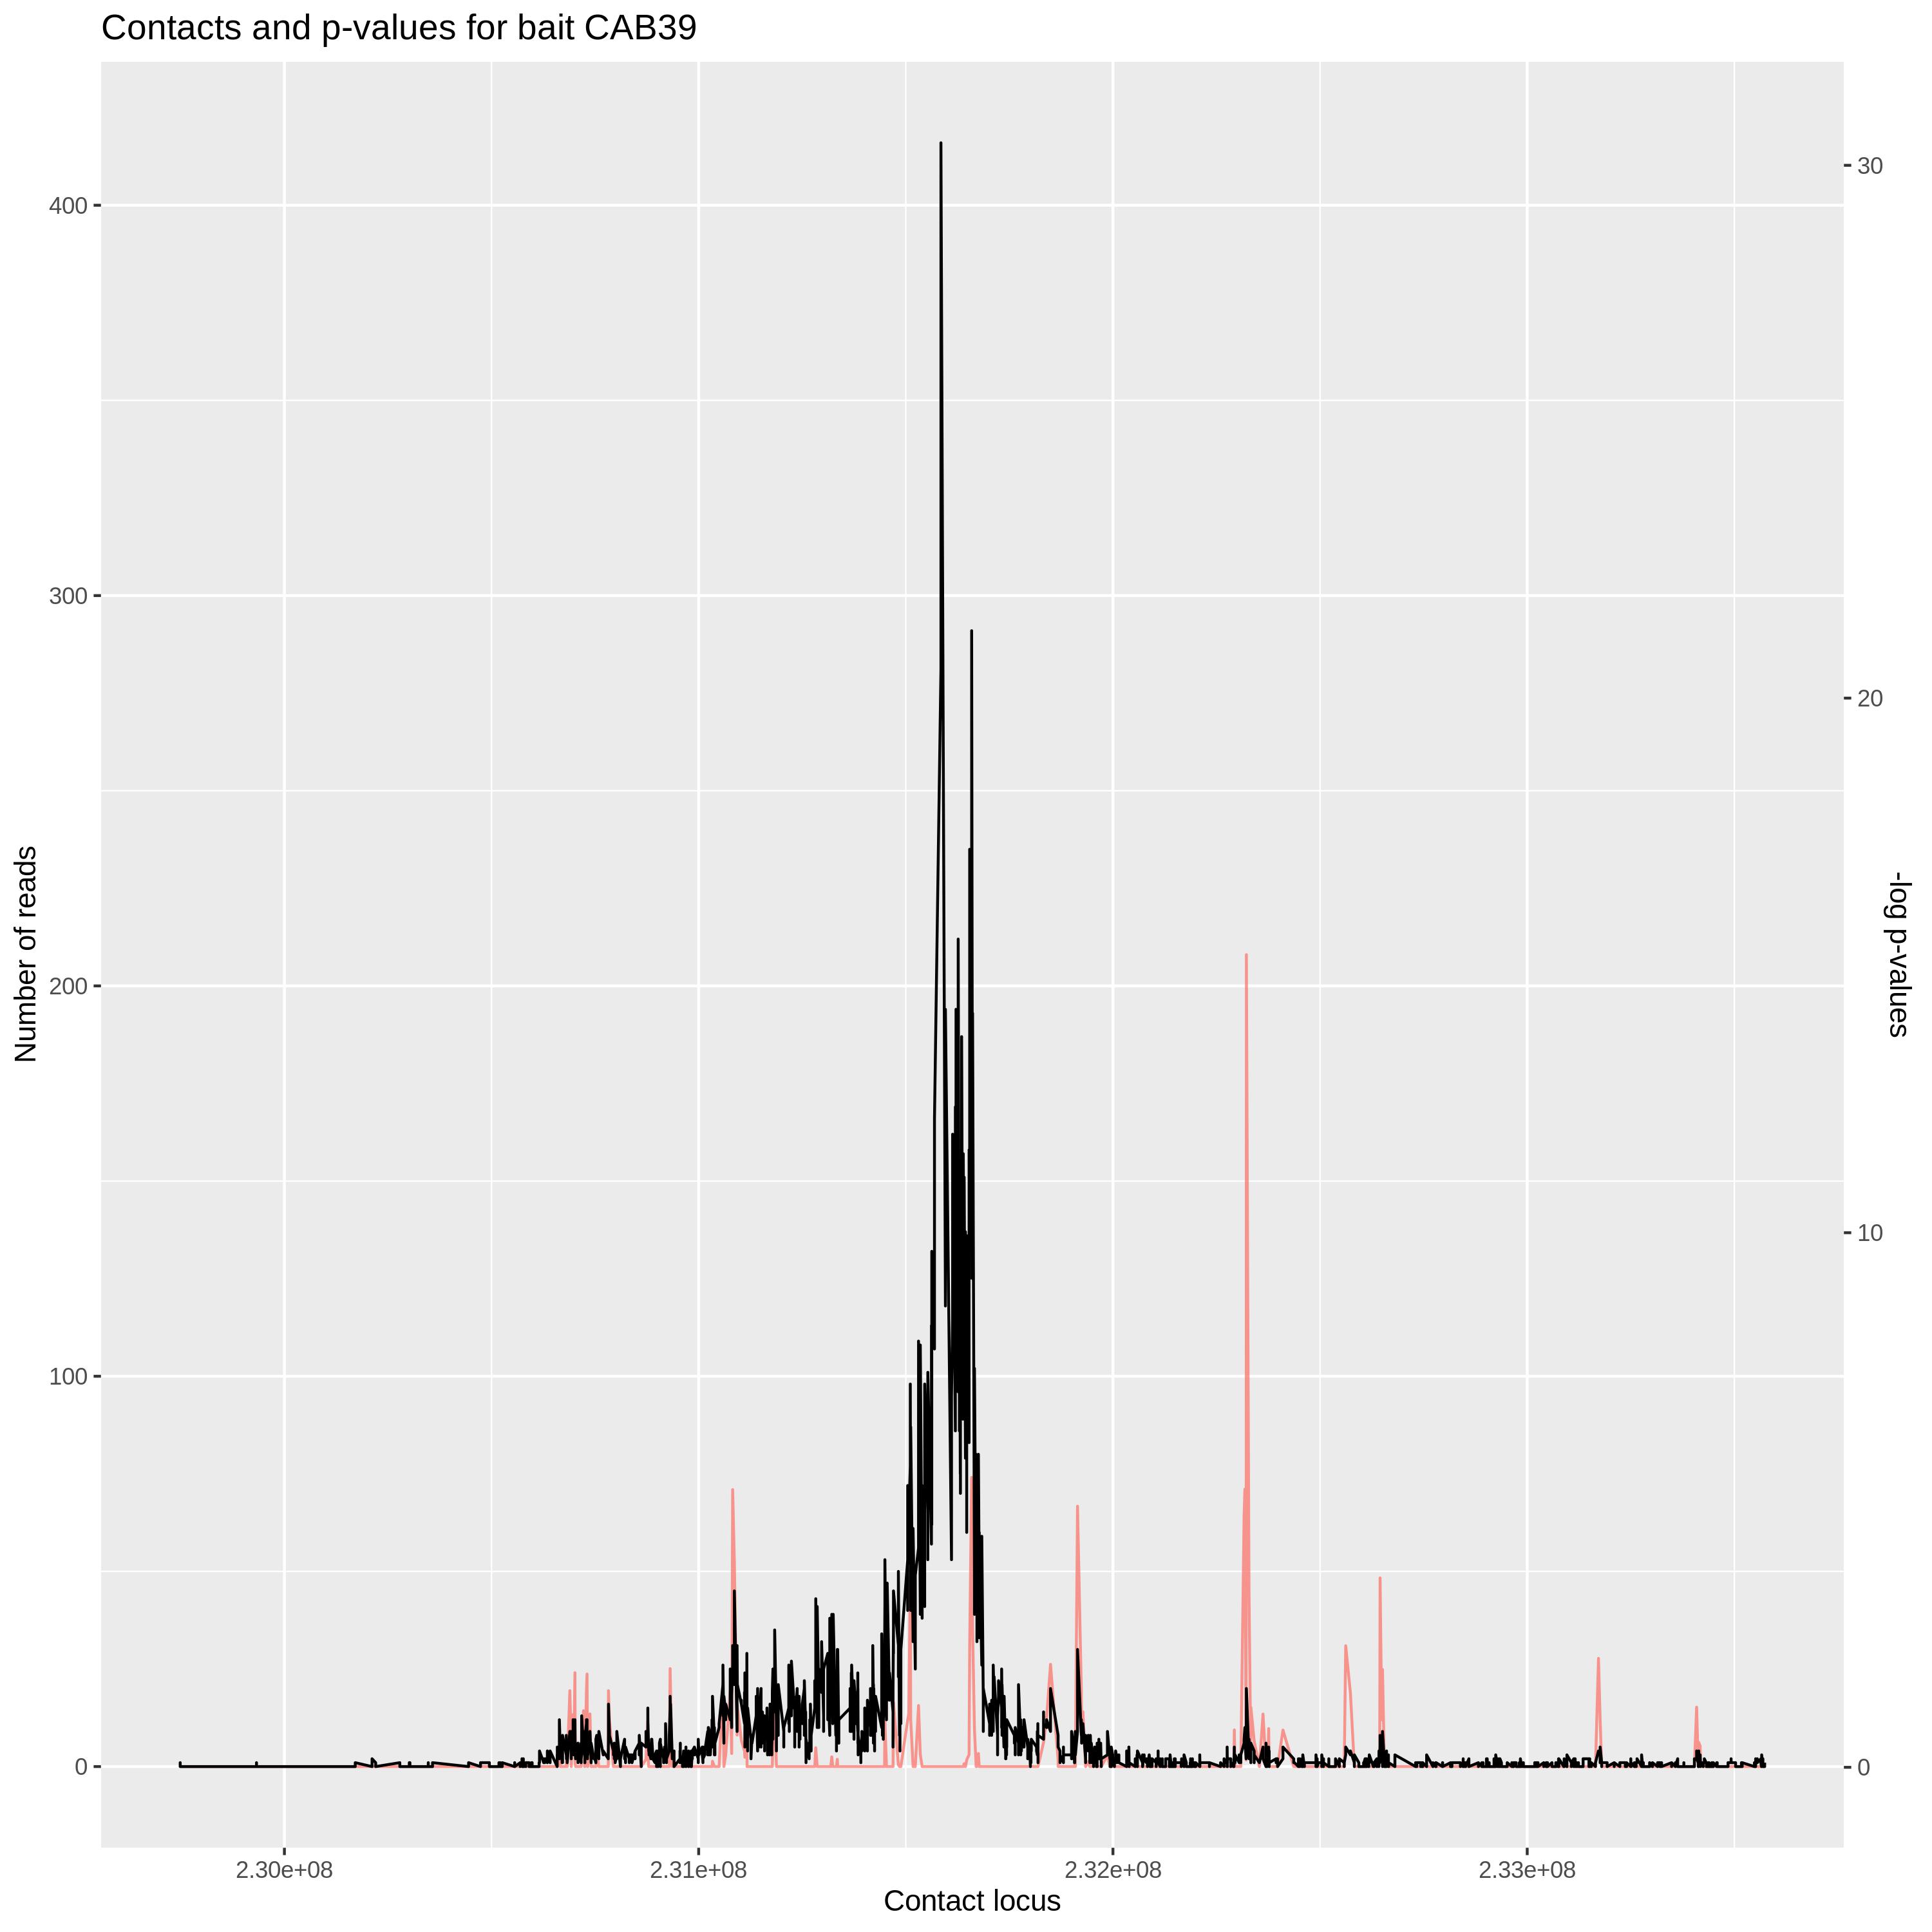 Contacts and p-values for bait CAB39
400
300
200
100
0
Number of reads
30
20
10
0
-log p-values
2.30e+08
2.31e+08
2.32e+08
2.33e+08
Contact locus